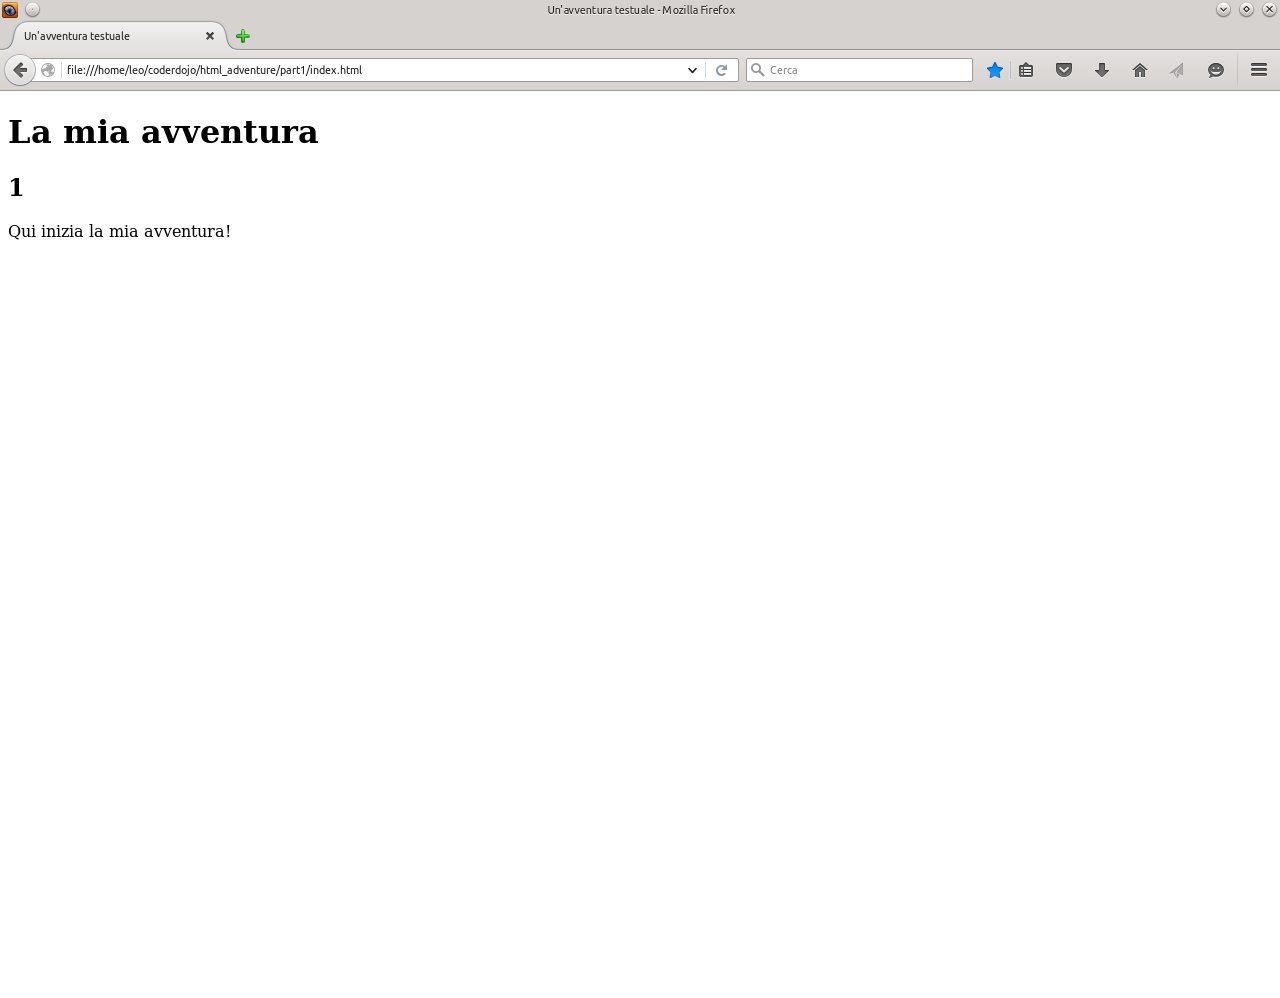 Un'avventura testuale - Mozilla Firefox
Un'avventura testuale
file:///home/leo/coderdojo/html_adventure/part1/index.html
Cerca
La mia avventura
1
Qui inizia la mia avventura!